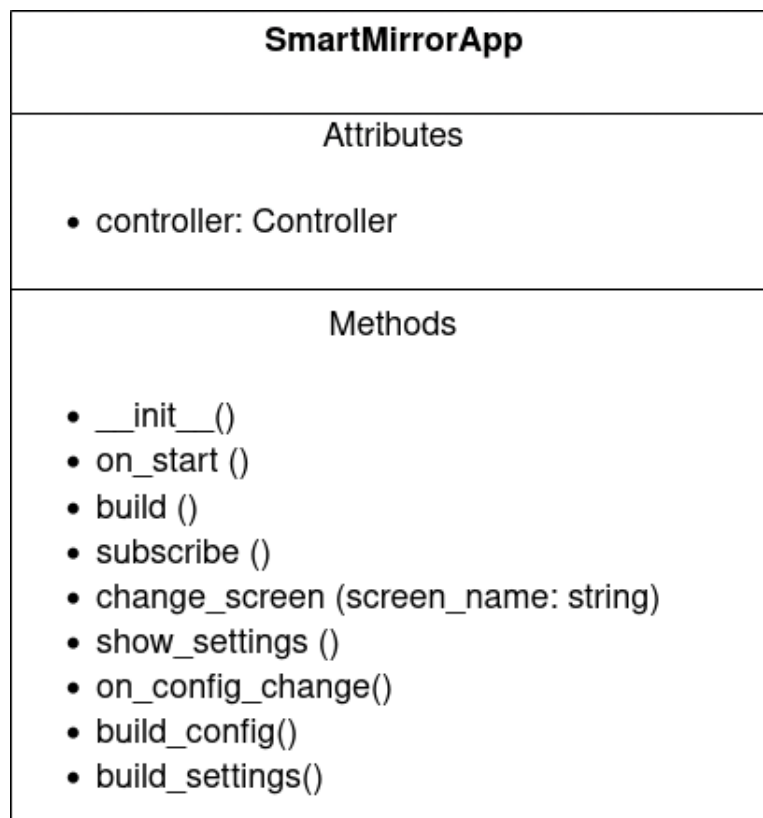 SmartMirrorApp
Attributes
• controller: Controller
Methods
• __init__()
• on_start ()
• build ()
• subscribe ()
• change_screen (screen_name: string)
• show_settings ()
• on_config_change()
• build_config()
• build_settings()